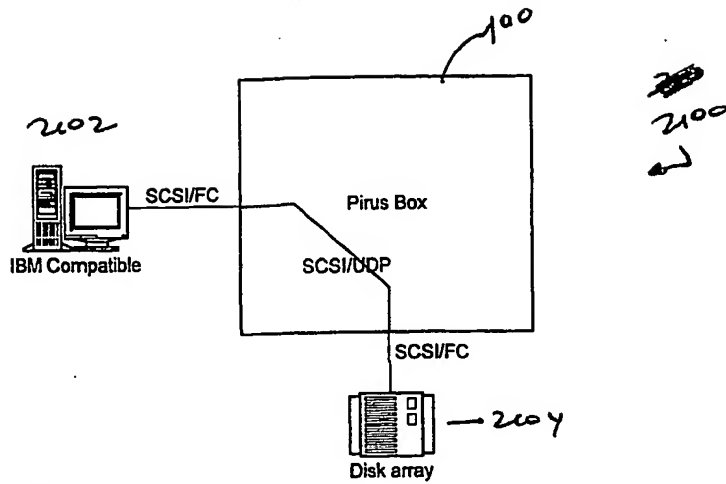 100
2100
2102
SCSI/FC
Pirus Box
IBM Compatible
SCSI/UDP
SCSI/FC
2104
Disk array